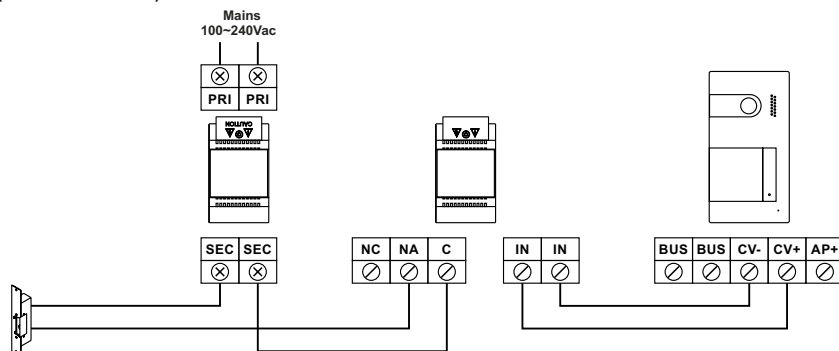 Mains
100~240Vac
PRI PRI
CAUTION
SEC SEC NC NA C IN IN BUS BUS CV- CV+ AP+